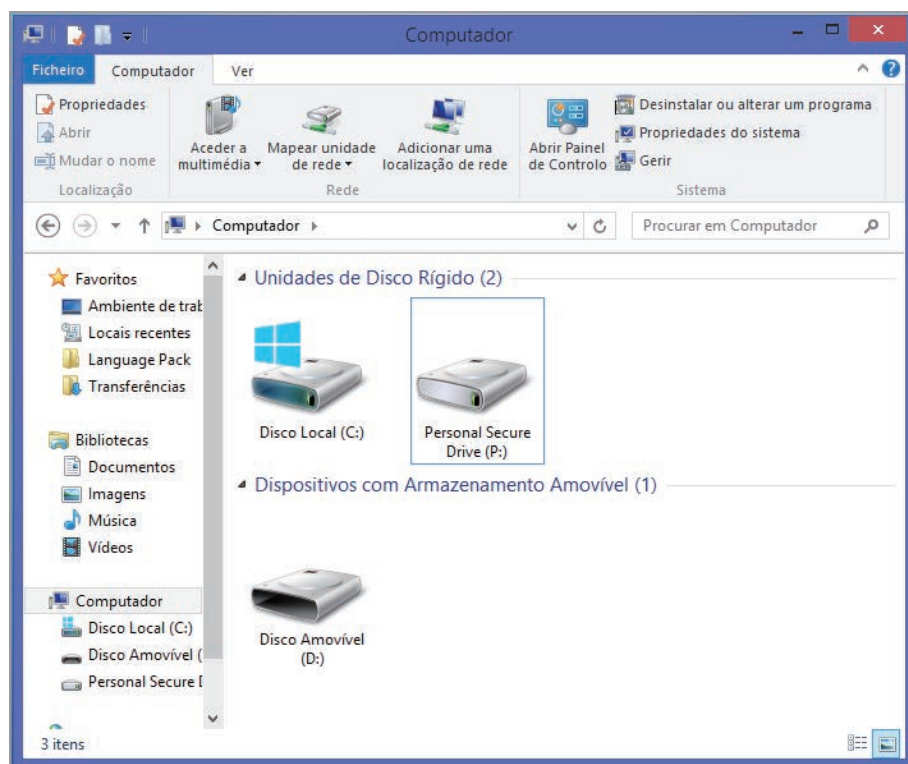 Computador
Ficheiro Computador Ver
Propriedades
Abrir
Mudar o nome
Localização
Aceder a
multimédia
Mapear unidade
de rede
Adicionar uma
localização de rede
Rede
Abrir Painel
de Controlo
Desinstalar ou alterar um programa
Propriedades do sistema
Gerir
Sistema
Computador
Procurar em Computador
Favoritos
Ambiente de trab
Locais recentes
Language Pack
Transferências
Bibliotecas
Documentos
Imagens
Música
Vídeos
Computador
Disco Local (C:)
Disco Amovível (
Personal Secure D
Unidades de Disco Rígido (2)
Disco Local (C:)
Personal Secure
Drive (P:)
Dispositivos com Armazenamento Amovível (1)
Disco Amovível
(D:)
3 itens